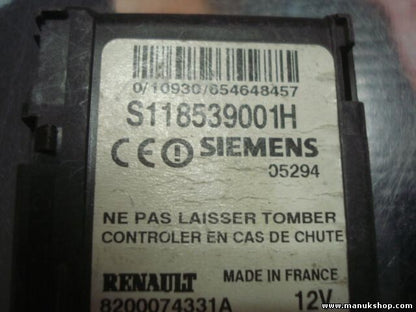 0/10930/654648457
S118539001H
CE SIEMENS
05294
NE PAS LAISSER TOMBER
CONTROLER EN CAS DE CHUTE
RENAULT MADE IN FRANCE
8200074331A 12V
www.manukshop.com